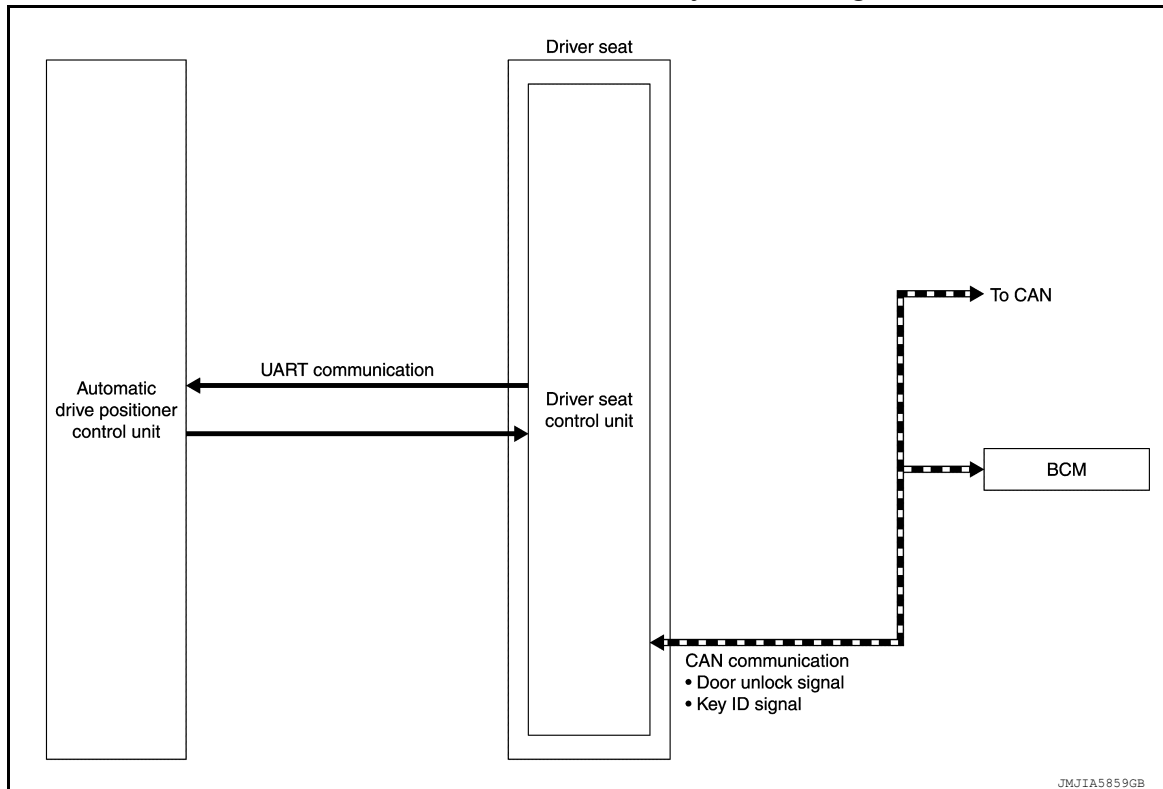 Driver seat
To CAN
UART communication
Automatic
drive positioner
control unit
Driver seat
control unit
BCM
CAN communication
• Door unlock signal
• Key ID signal
JMJIA5859GB